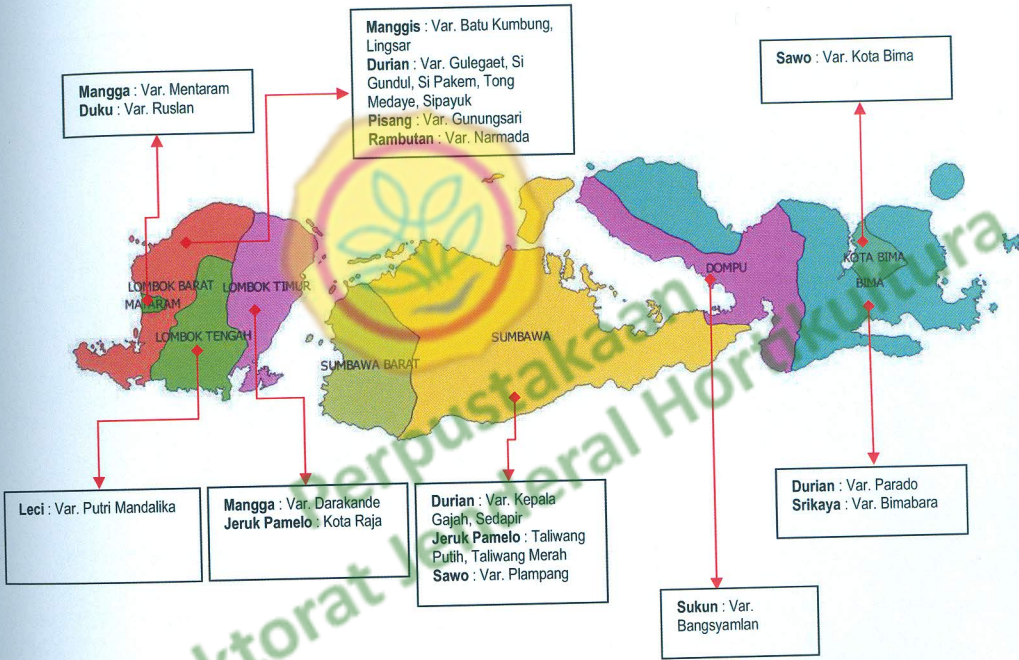 Manggis : Var. Batu Kumbung,
Lingsar
Durian : Var. Gulegaet, Si
Gundul, Si Pakem, Tong
Medaye, Sipayuk
Pisang : Var. Gunungsari
Rambutan : Var. Narmada
Sawo : Var. Kota Bima
Mangga : Var. Mentaram
Duku : Var. Ruslan
LOMBOK BARAT
MATARAM
LOMBOK TIMUR
LOMBOK TENGAH
SUMBAWA BARAT
SUMBAWA
DOMPU
KOTA BIMA
BIMA
Leci : Var. Putri Mandalika
Mangga : Var. Darakande
Jeruk Pamelo : Kota Raja
Durian : Var. Kepala
Gajah, Sedapir
Jeruk Pamelo : Taliwang
Putih, Taliwang Merah
Sawo : Var. Plampang
Durian : Var. Parado
Srikaya : Var. Bimabara
Sukun : Var.
Bangsyamlan
Perpustakaan
ktorat Jenderal Hortikultura